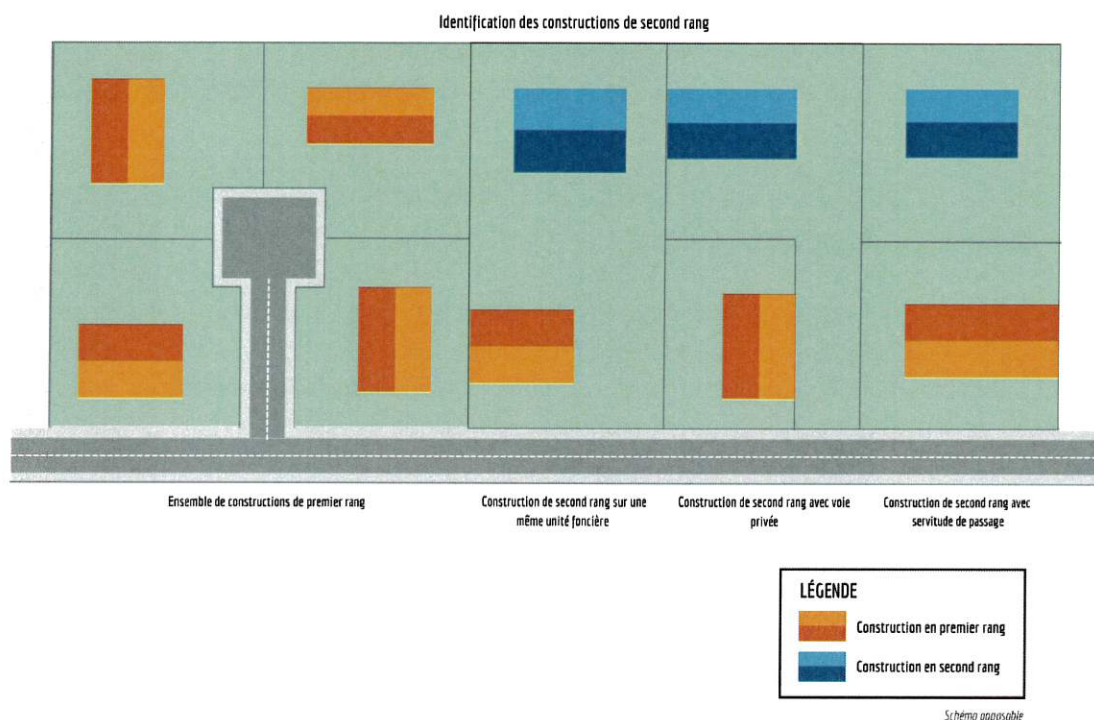 Identification des constructions de second rang
Ensemble de constructions de premier rang
Construction de second rang sur une
même unité foncière
Construction de second rang avec voie
privée
Construction de second rang avec
servitude de passage
LÉGENDE
Construction en premier rang
Construction en second rang
Schéma opposable